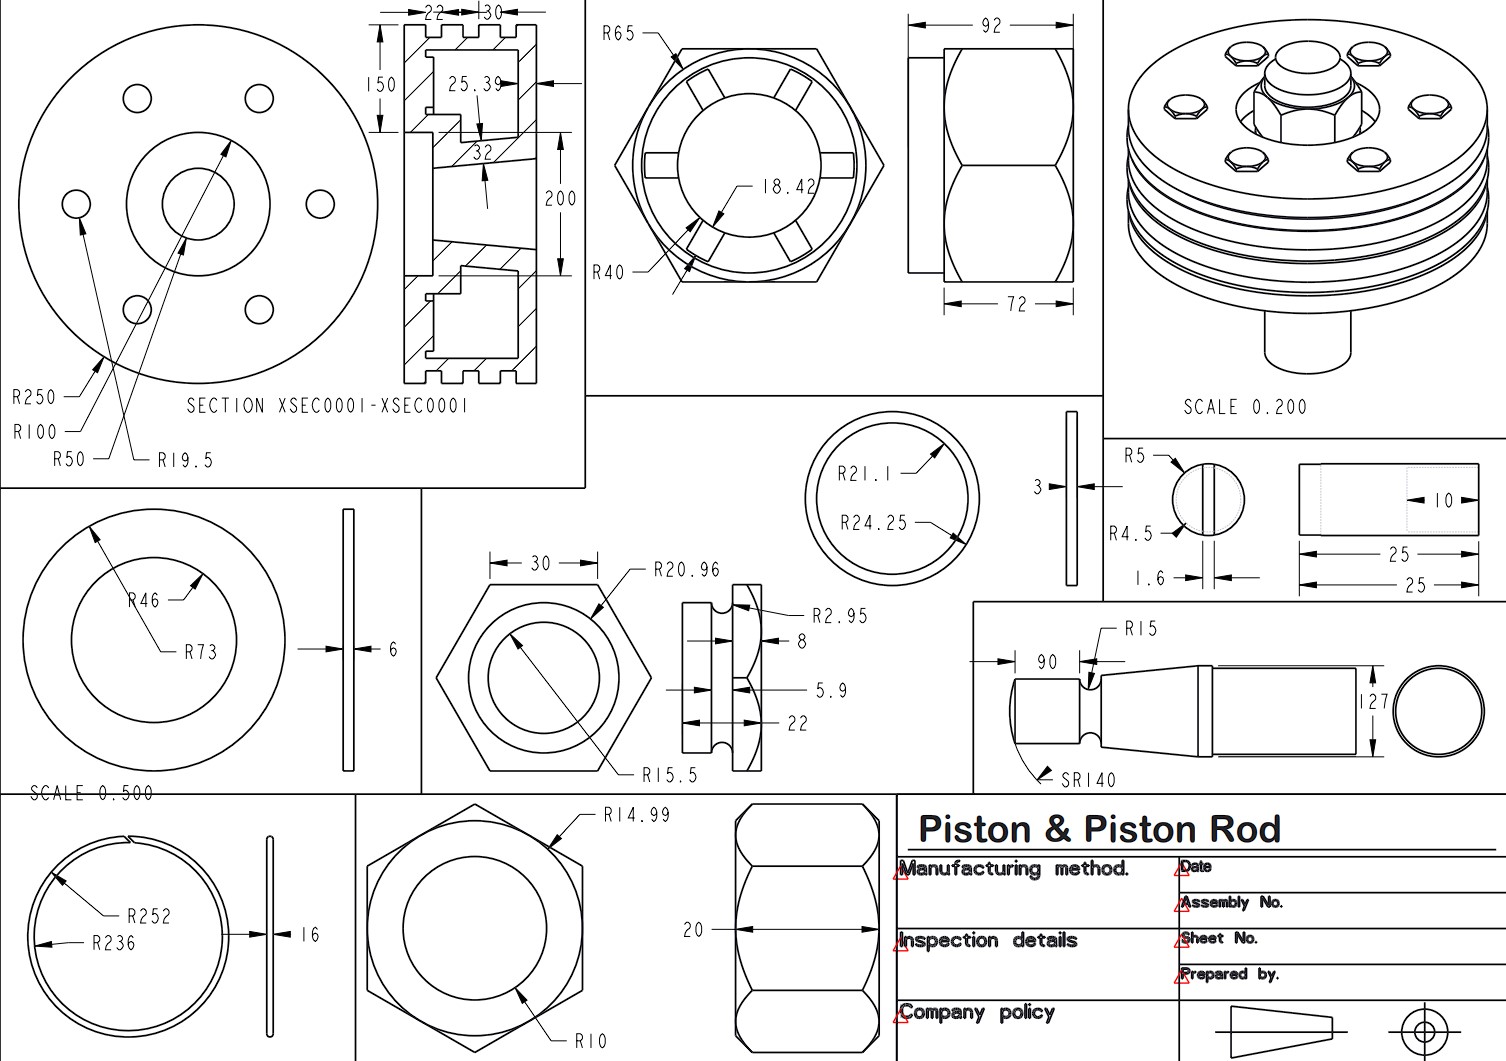 22
30
150
25.39
32
200
R250
R100
R50
R19.5
SECTION XSEC0001-XSEC0001
R65
92
18.42
R40
72
SCALE 0.200
R21.1
R24.25
3
R5
R4.5
1.6
10
25
25
R46
R73
6
SCALE 0.500
30
R20.96
R2.95
8
5.9
22
R15.5
R15
90
127
SR140
R252
R236
16
R14.99
R10
20
Piston & Piston Rod
Manufacturing method.
Date
Assembly No.
Inspection details
Sheet No.
Prepared by.
Company policy